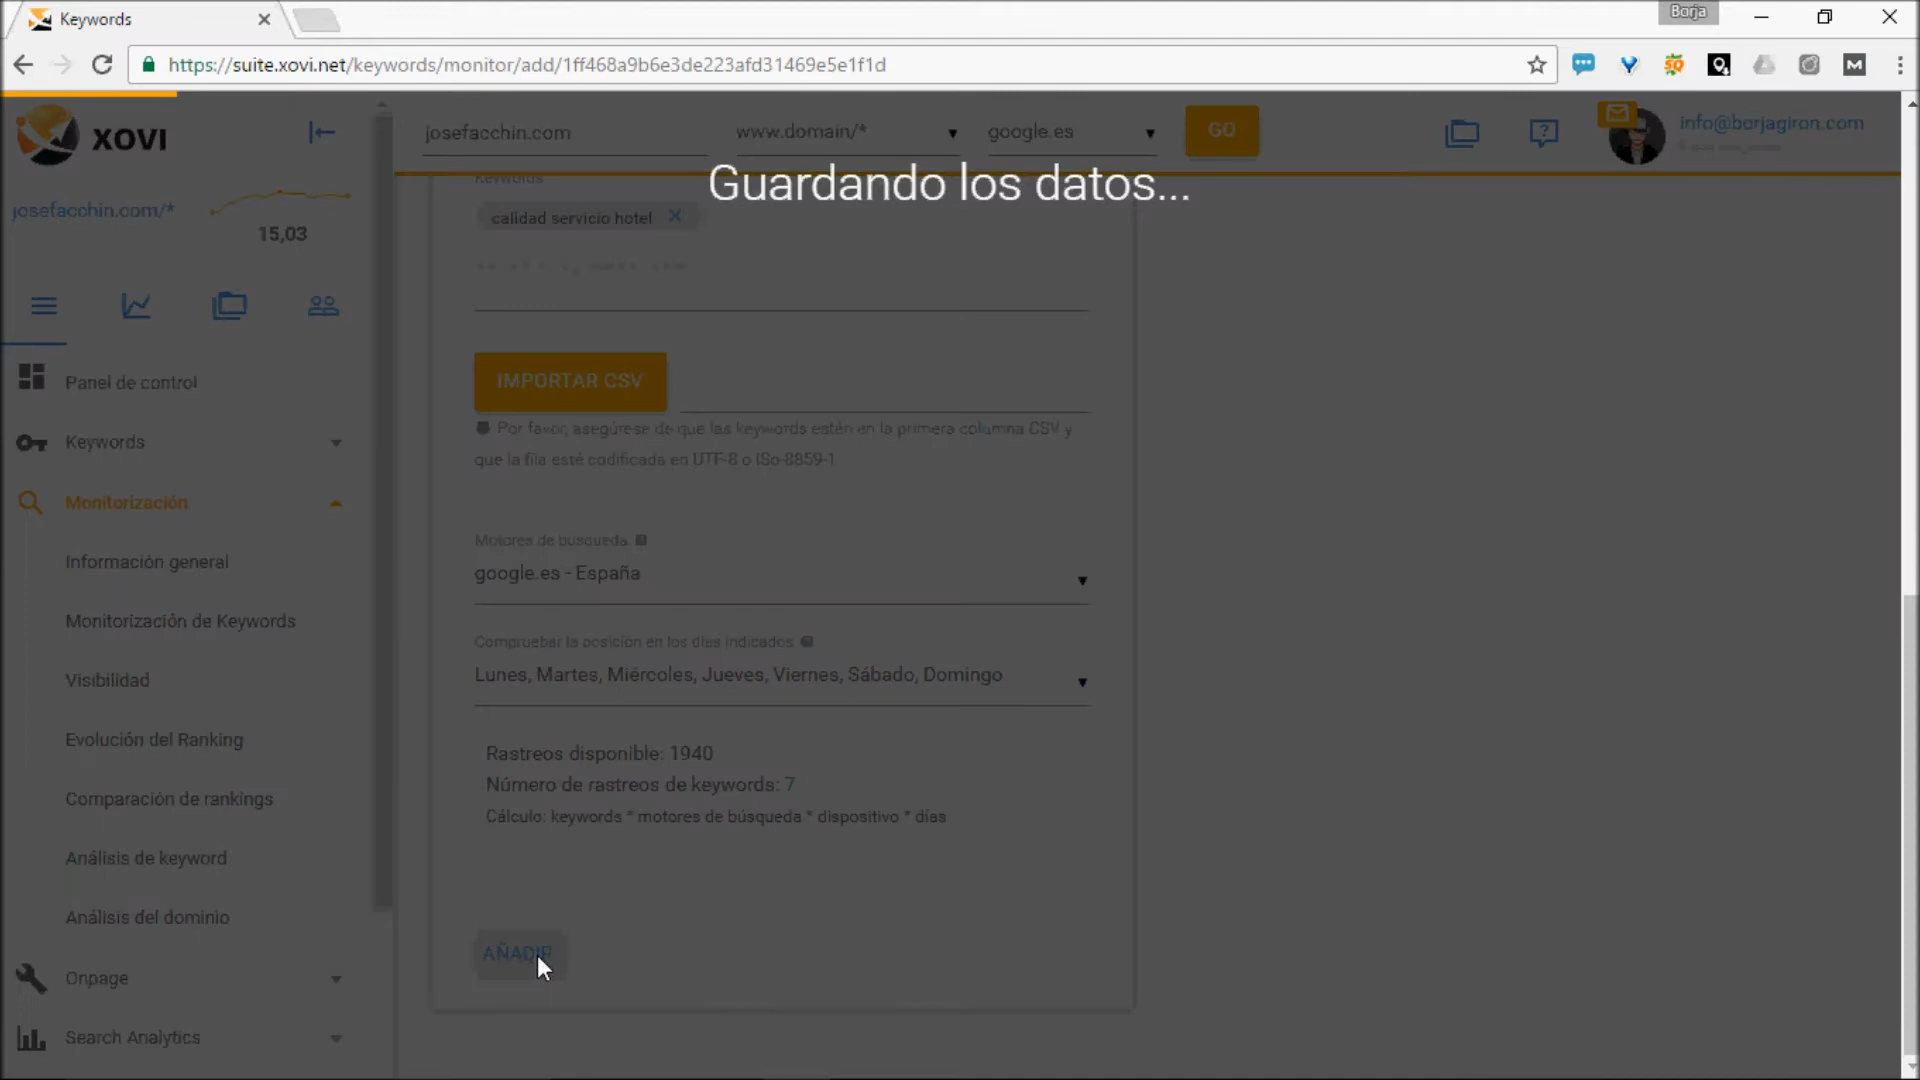 Keywords
Borja
https://suite.xovi.net/keywords/monitor/add/1ff468a9b6e3de223afd31469e5e1f1d
XOVI
josefacchin.com
www.domain/*
google.es
GO
info@borjagiron.com
Guardando los datos...
josefacchin.com/*
15,03
Panel de control
Keywords
Monitorización
Información general
Monitorización de Keywords
Visibilidad
Evolución del Ranking
Comparación de rankings
Análisis de keyword
Análisis del dominio
Onpage
Search Analytics
Keywords
calidad servicio hotel
IMPORTAR CSV
Por favor, asegúrese de que las keywords estén en la primera columna CSV y
que la fila esté codificada en UTF-8 o ISo-8859-1
Motores de busqueda
google.es - España
Comprobar la posición en los días indicados
Lunes, Martes, Miércoles, Jueves, Viernes, Sábado, Domingo
Rastreos disponible: 1940
Número de rastreos de keywords: 7
Cálculo: keywords * motores de búsqueda * dispositivo * días
AÑADIR